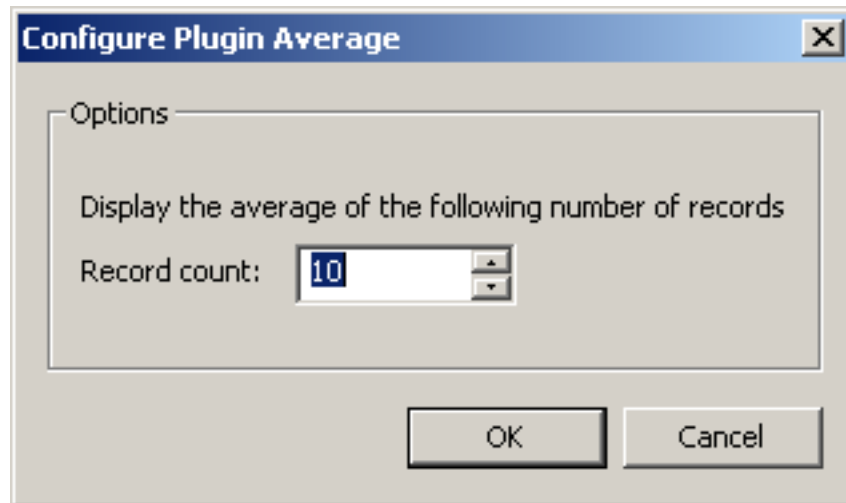 Configure Plugin Average
Options
Display the average of the following number of records
Record count: 10
OK Cancel